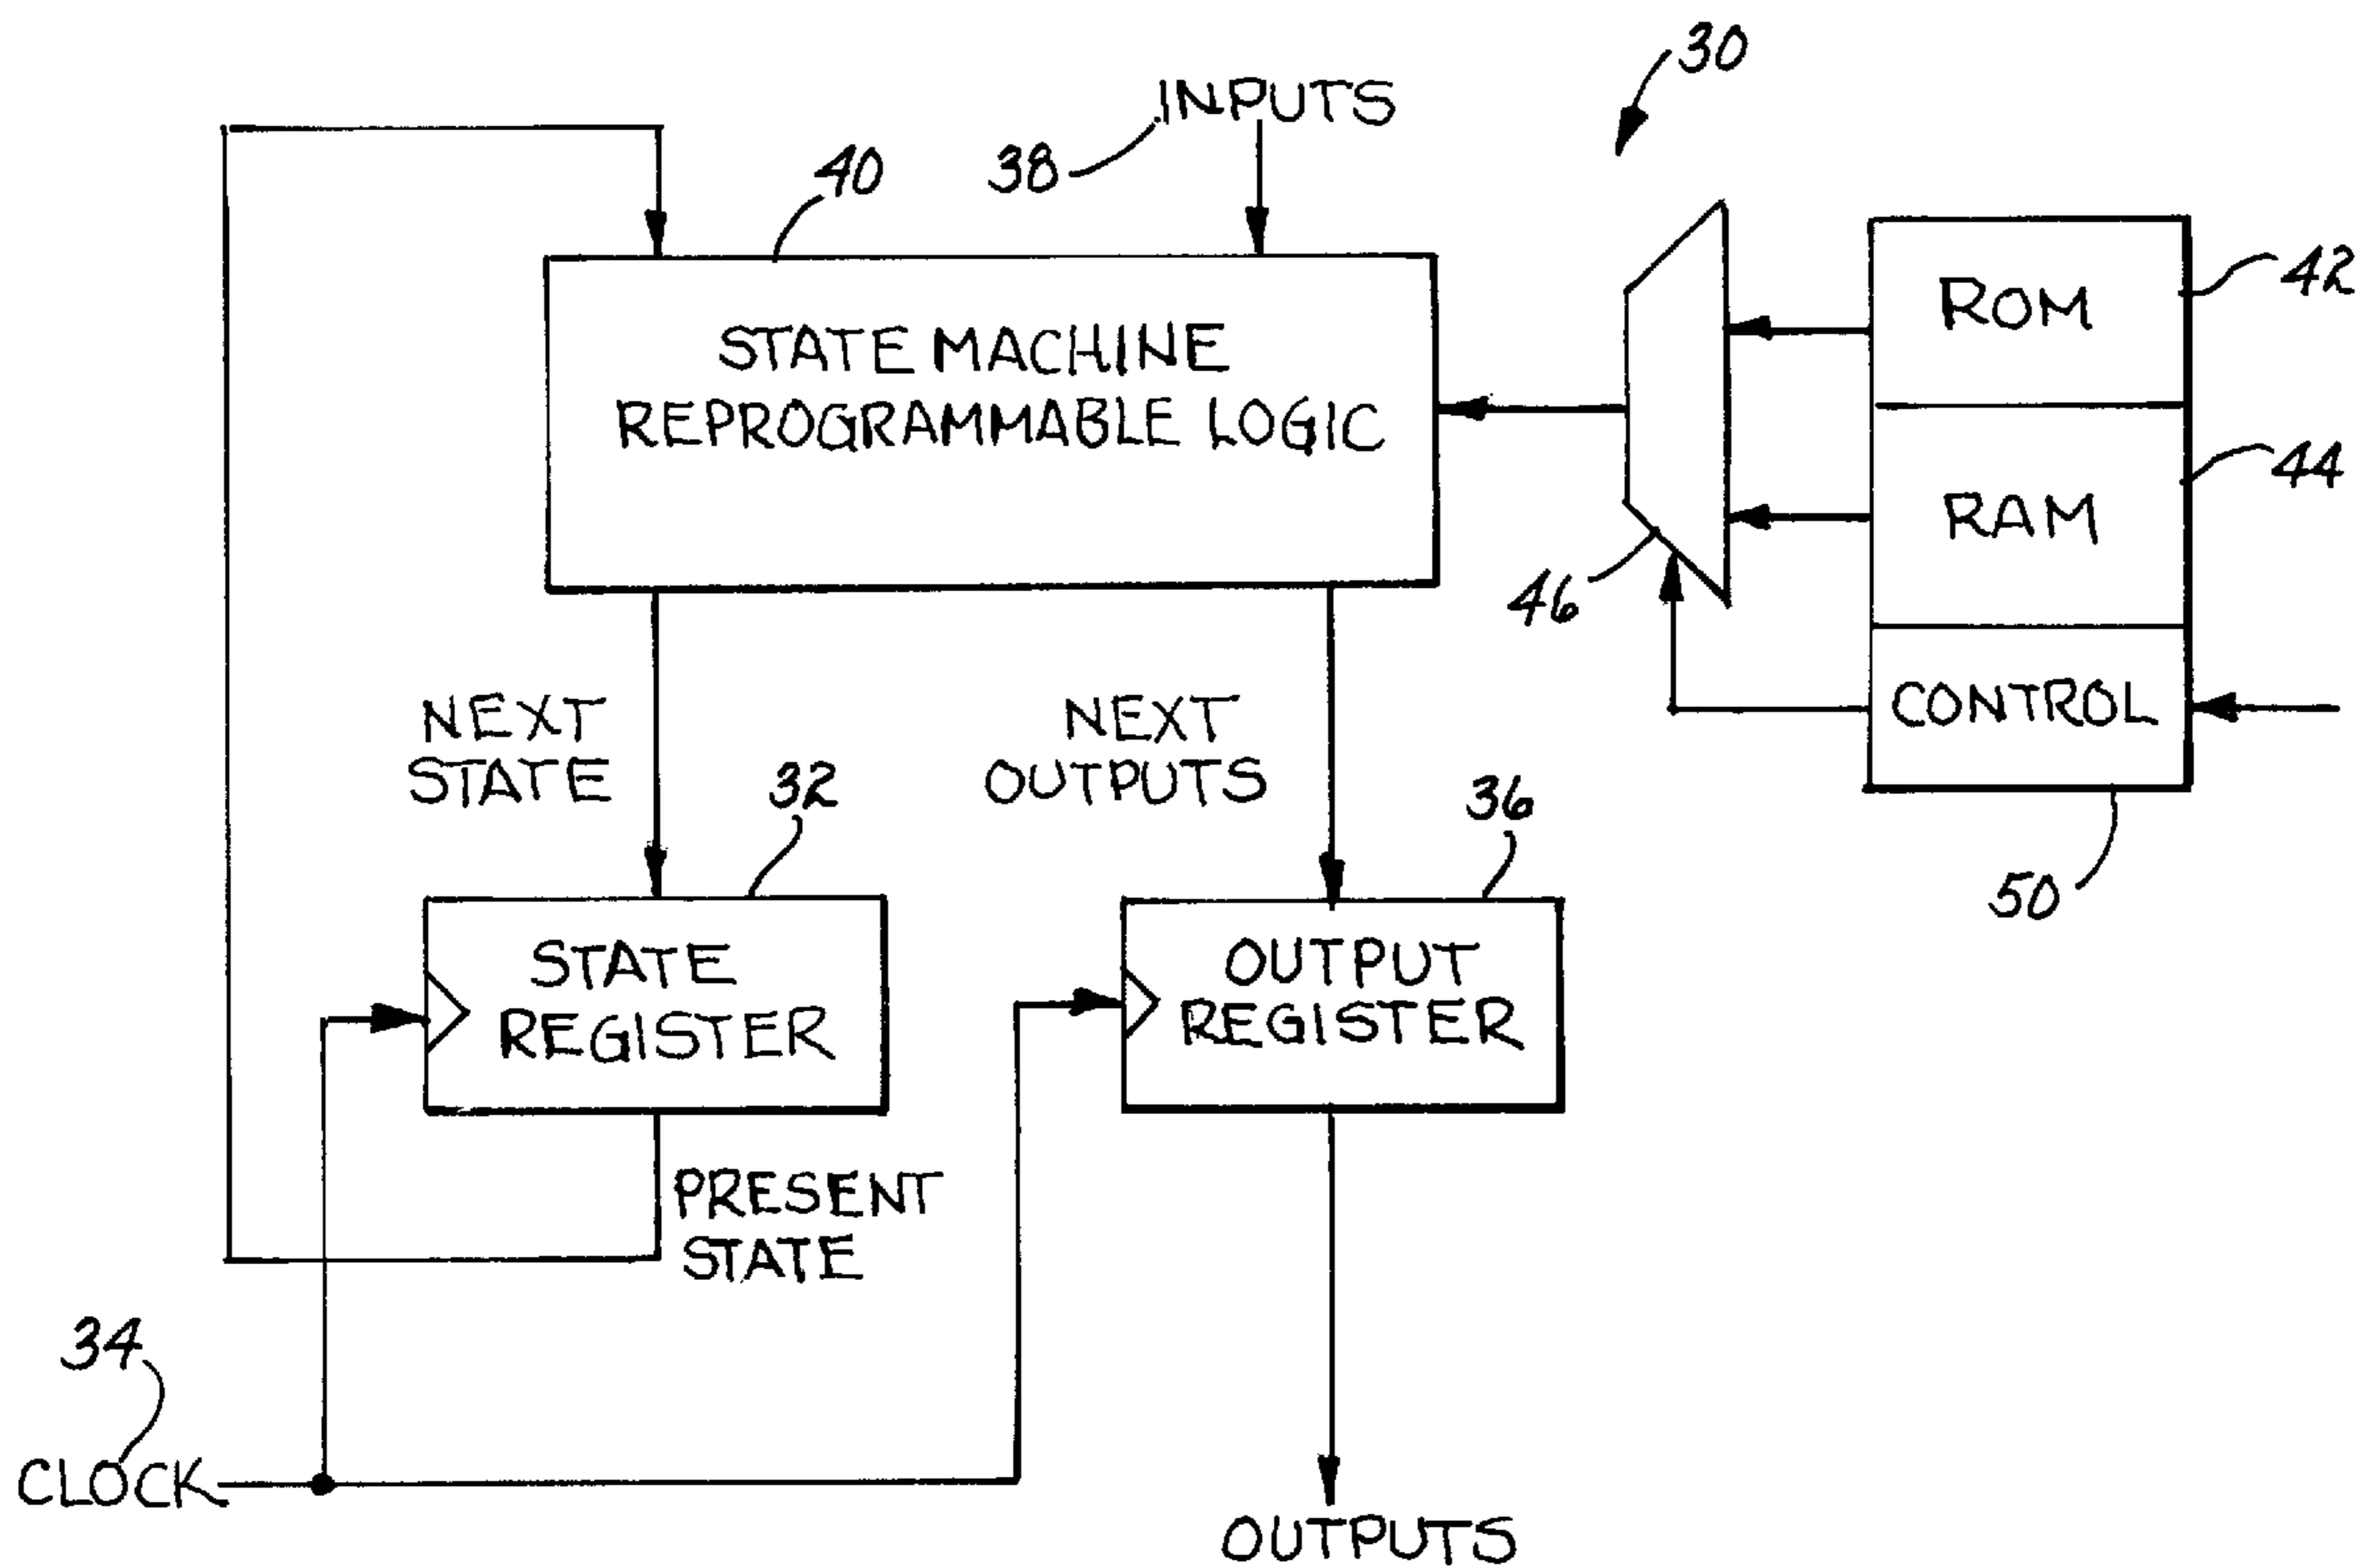 30
INPUTS
38
40
STATE MACHINE
REPROGRAMMABLE LOGIC
ROM
42
RAM
44
46
CONTROL
50
NEXT
STATE
NEXT
OUTPUTS
32
36
STATE
REGISTER
OUTPUT
REGISTER
PRESENT
STATE
34
CLOCK
OUTPUTS